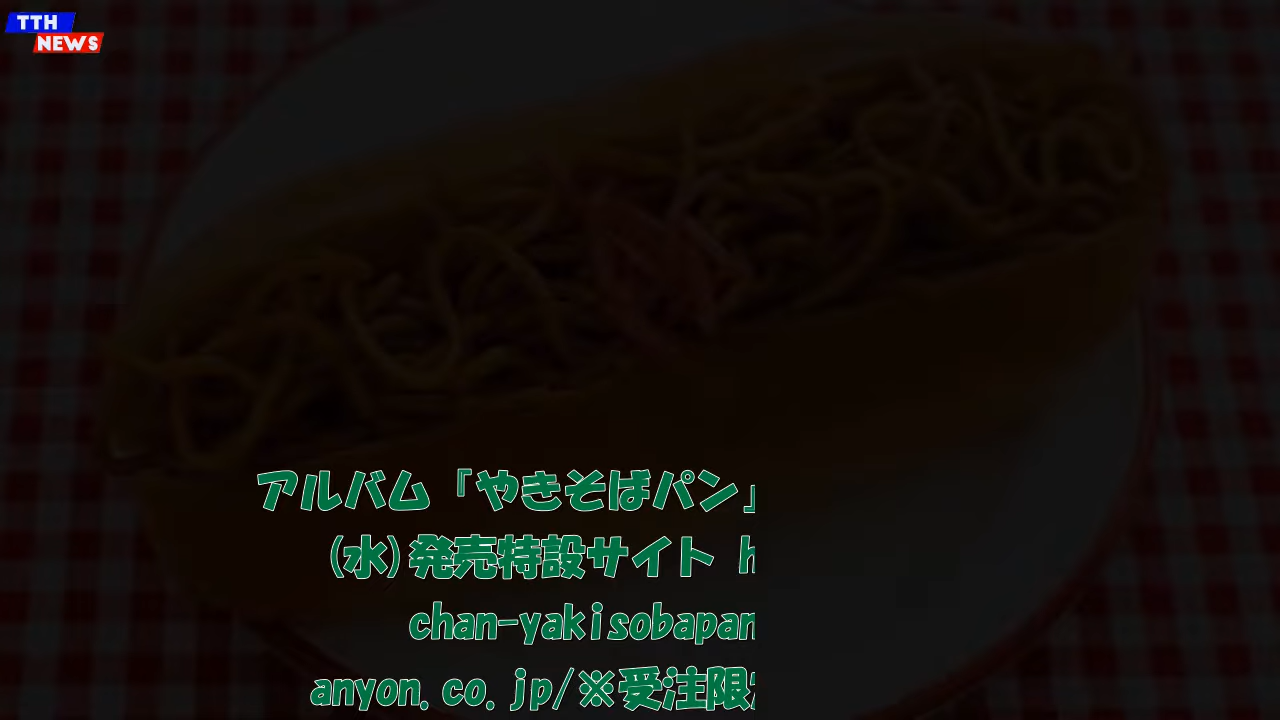 TTH
NEWS
アルバム『やきそばパン』
(水)発売特設サイト h
chan-yakisobapan
anyon.co.jp/※受注限